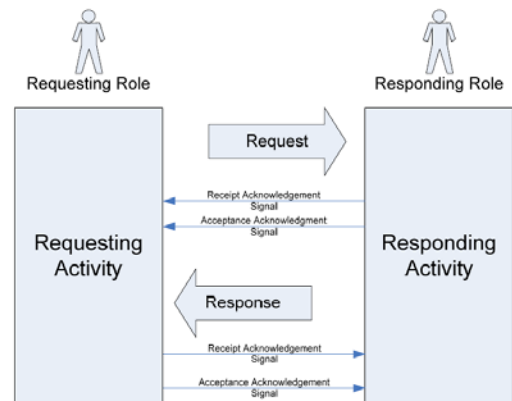 Requesting Role
Responding Role
Request
Receipt Acknowledgement
Signal
Acceptance Acknowledgment
Signal
Requesting
Activity
Responding
Activity
Response
Receipt Acknowledgement
Signal
Acceptance Acknowledgement
Signal